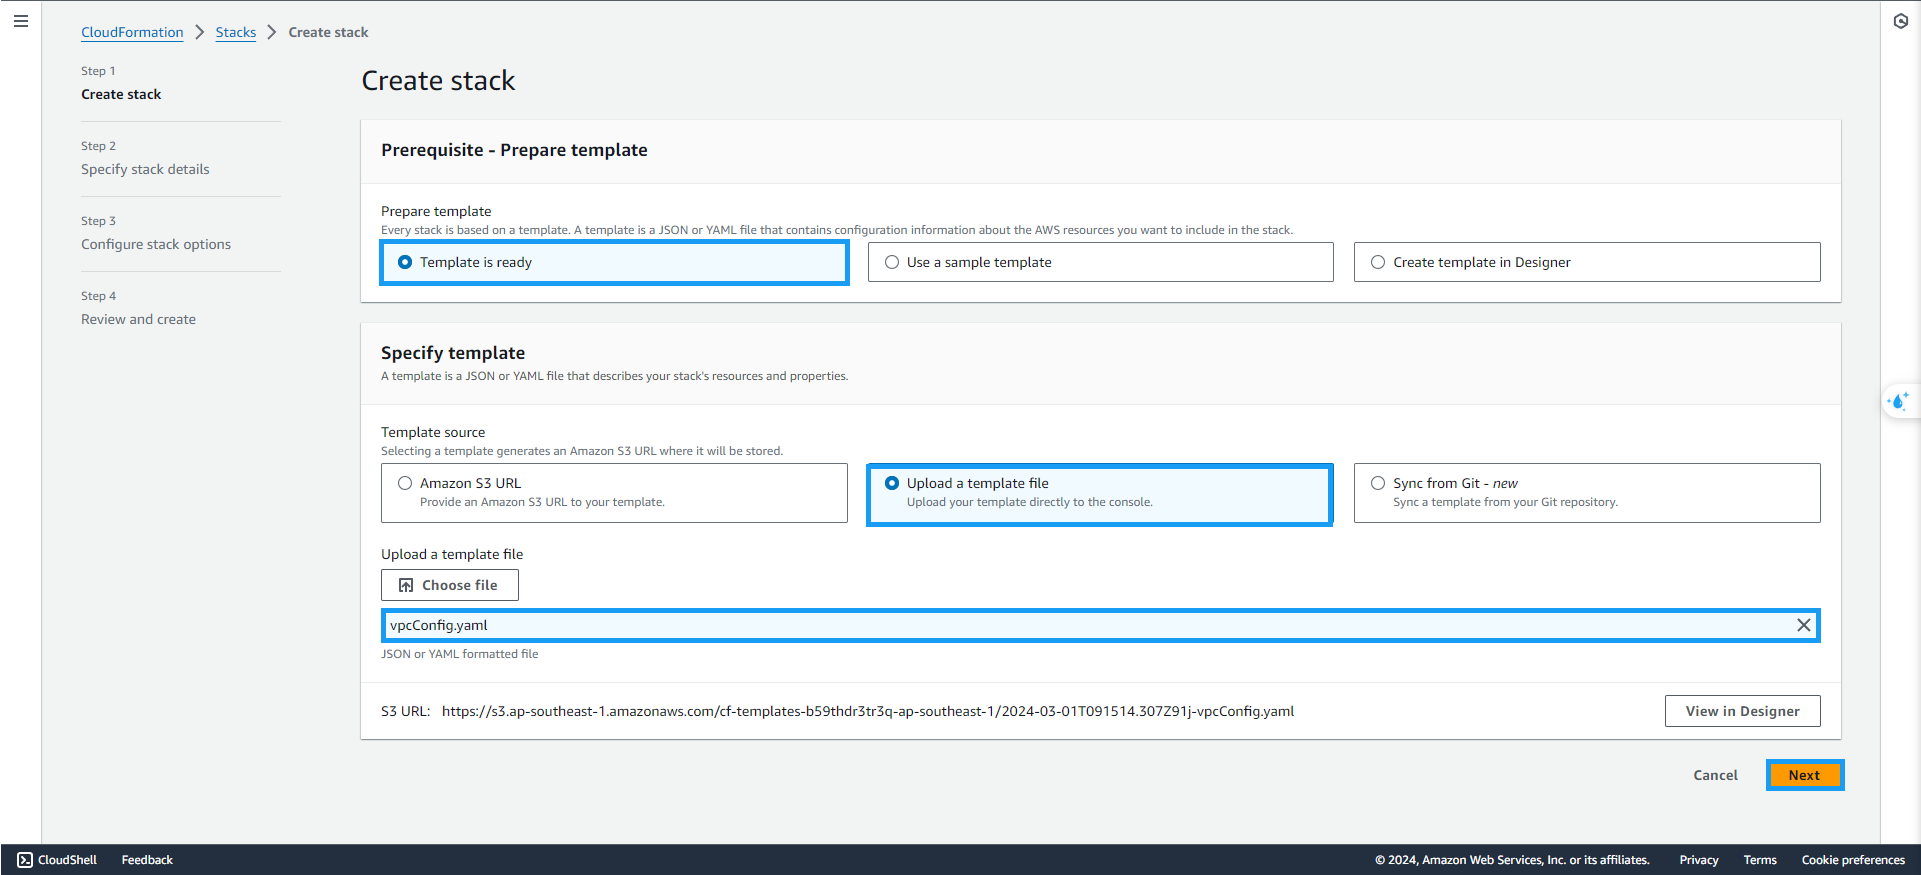 CloudFormation > Stacks > Create stack
Step 1
Create stack
Step 2
Specify stack details
Step 3
Configure stack options
Step 4
Review and create
Create stack
Prerequisite - Prepare template
Prepare template
Every stack is based on a template. A template is a JSON or YAML file that contains configuration information about the AWS resources you want to include in the stack.
Template is ready
Use a sample template
Create template in Designer
Specify template
A template is a JSON or YAML file that describes your stack's resources and properties.
Template source
Selecting a template generates an Amazon S3 URL where it will be stored.
Amazon S3 URL
Provide an Amazon S3 URL to your template.
Upload a template file
Upload your template directly to the console.
Sync from Git - new
Sync a template from your Git repository.
Upload a template file
Choose file
vpcConfig.yaml
JSON or YAML formatted file
S3 URL: https://s3.ap-southeast-1.amazonaws.com/cf-templates-b59thdr3tr3q-ap-southeast-1/2024-03-01T091514.307Z91j-vpcConfig.yaml
View in Designer
Cancel
Next
CloudShell Feedback © 2024, Amazon Web Services, Inc. or its affiliates. Privacy Terms Cookie preferences